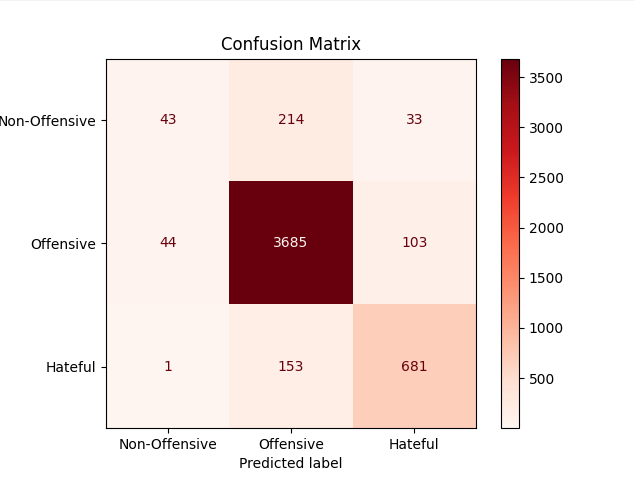 Confusion Matrix
Non-Offensive 43 214 33
Offensive 44 3685 103
Hateful 1 153 681
Non-Offensive Offensive Hateful
Predicted label
3500
3000
2500
2000
1500
1000
500